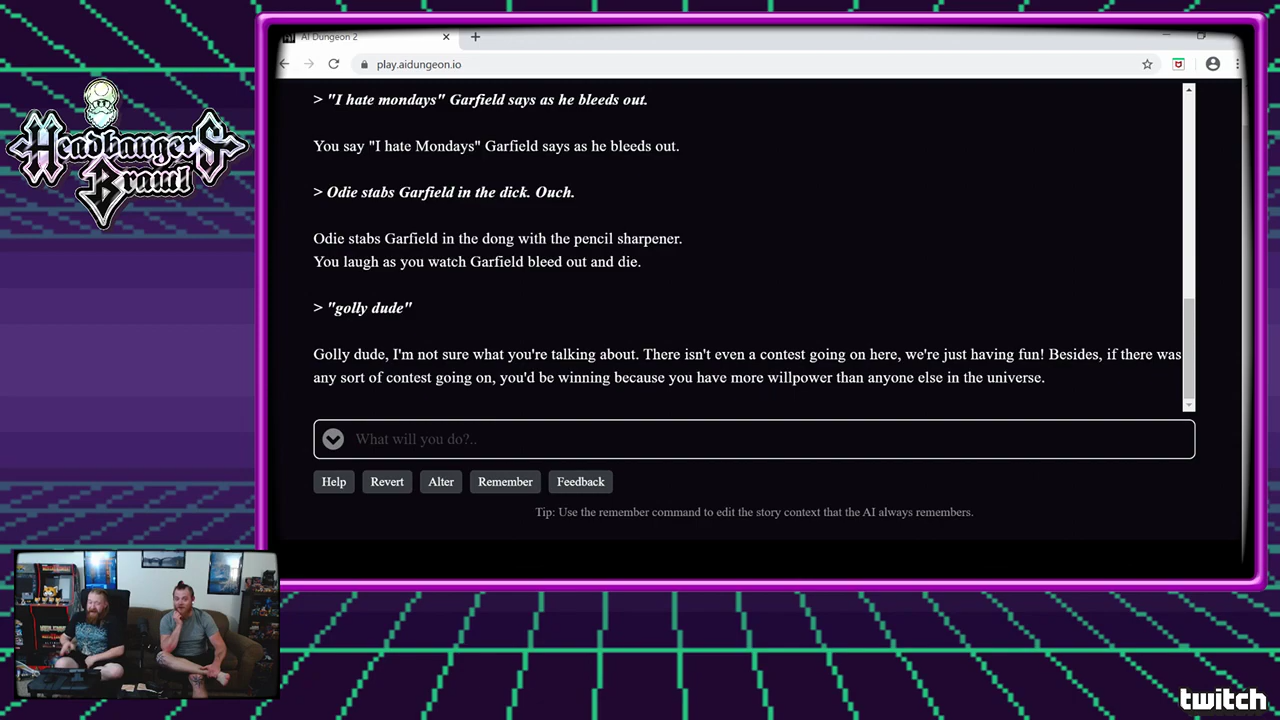 AI Dungeon 2
play.aidungeon.io
Headbangers
Brawl
> "I hate mondays" Garfield says as he bleeds out.
You say "I hate Mondays" Garfield says as he bleeds out.
> Odie stabs Garfield in the dick. Ouch.
Odie stabs Garfield in the dong with the pencil sharpener.
You laugh as you watch Garfield bleed out and die.
> "golly dude"
Golly dude, I'm not sure what you're talking about. There isn't even a contest going on here, we're just having fun! Besides, if there was
any sort of contest going on, you'd be winning because you have more willpower than anyone else in the universe.
What will you do?..
Help Revert Alter Remember Feedback
Tip: Use the remember command to edit the story context that the AI always remembers.
twitch